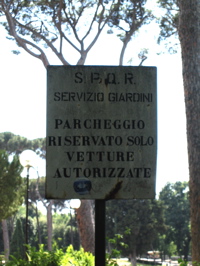 S.P.Q.R.
SERVIZIO GIARDINI
PARCHEGGIO
RISERVATO SOLO
VETTURE
AUTORIZZATE